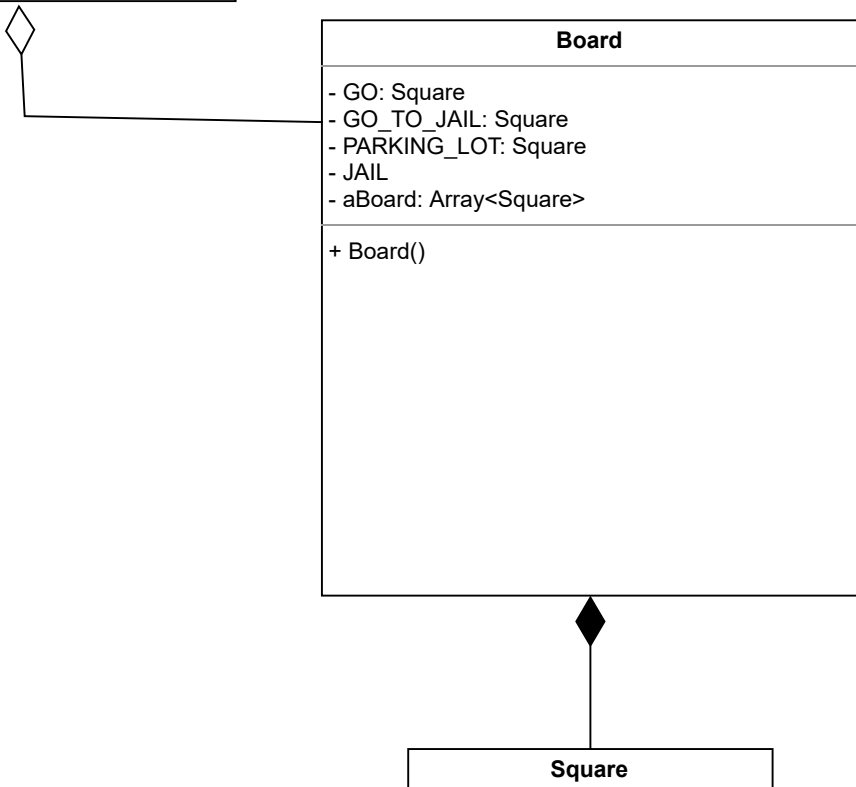 Board
- GO: Square
- GO_TO_JAIL: Square
- PARKING_LOT: Square
- JAIL
- aBoard: Array<Square>
+ Board()
Square